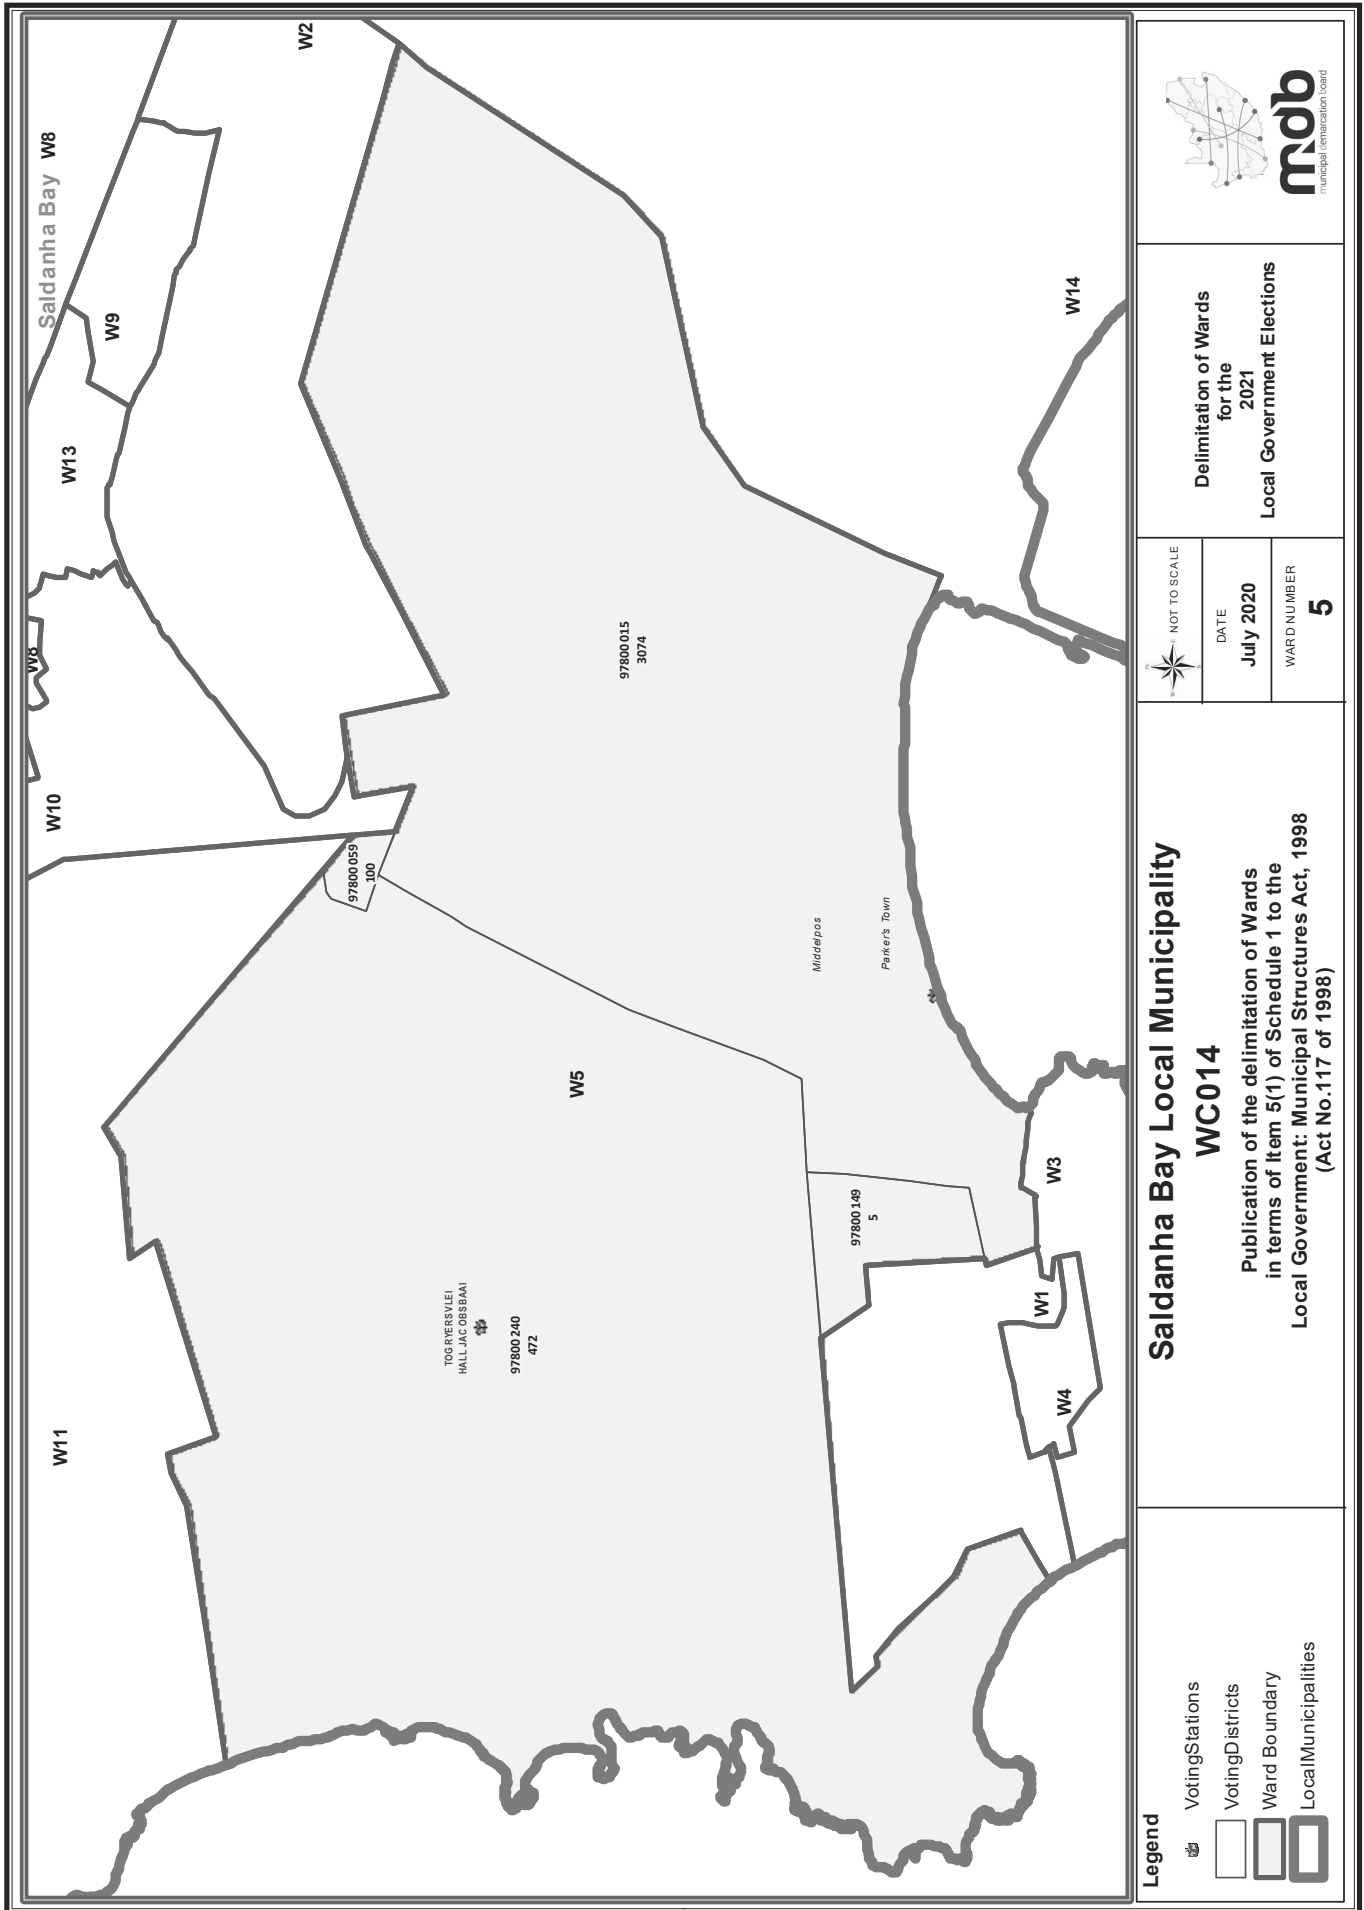 Saldanha Bay
W8
W2
W9
W13
W8
W10
W14
W11
97800015
3074
97800059
100
Middelpos
Parker's Town
W5
97800149
5
W3
W1
W4
TOGRYERSVLEI
HALL JACOBSBAAI
97800240
472
Legend
VotingStations
VotingDistricts
Ward Boundary
LocalMunicipalities
Saldanha Bay Local Municipality
WC014
Publication of the delimitation of Wards
in terms of Item 5(1) of Schedule 1 to the
Local Government: Municipal Structures Act, 1998
(Act No.117 of 1998)
N
W
E
S
NOT TO SCALE
DATE
July 2020
WARD NUMBER
5
Delimitation of Wards
for the
2021
Local Government Elections
mdb
municipal demarcation board